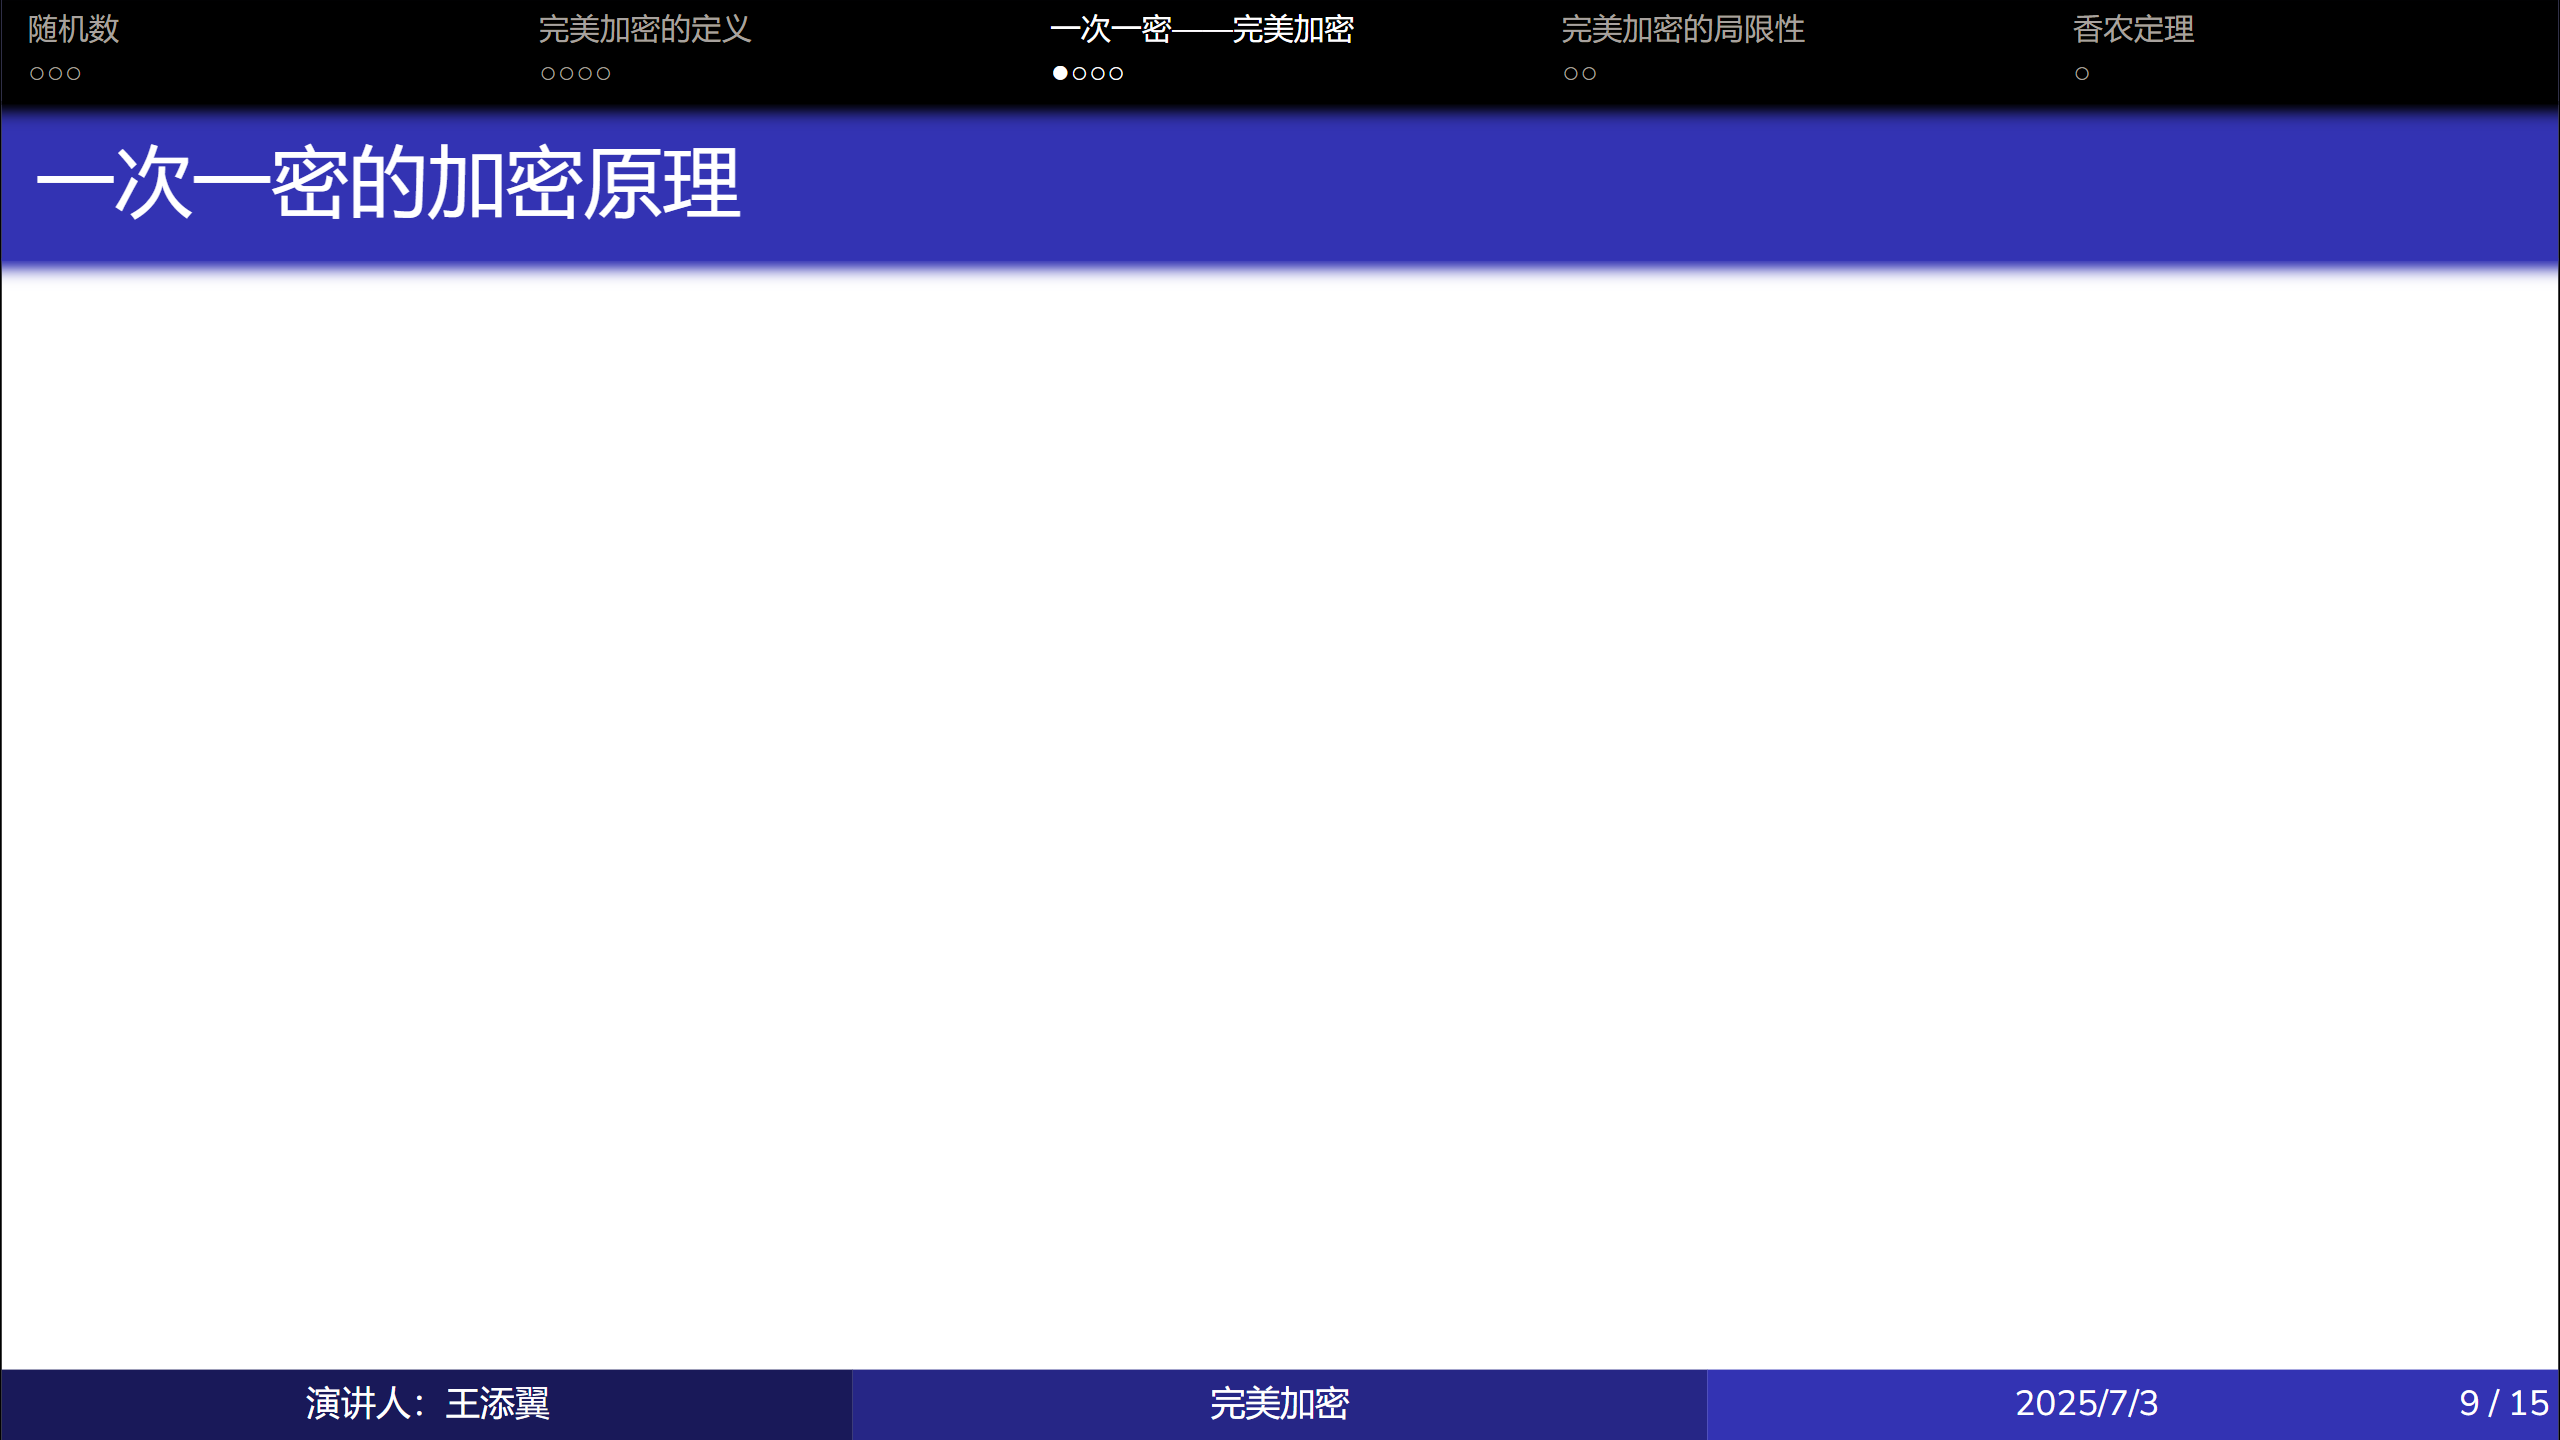 随机数
完美加密的定义
一次一密——完美加密
完美加密的局限性
香农定理
一次一密的加密原理
演讲人：王添翼
完美加密
2025/7/3
9 / 15